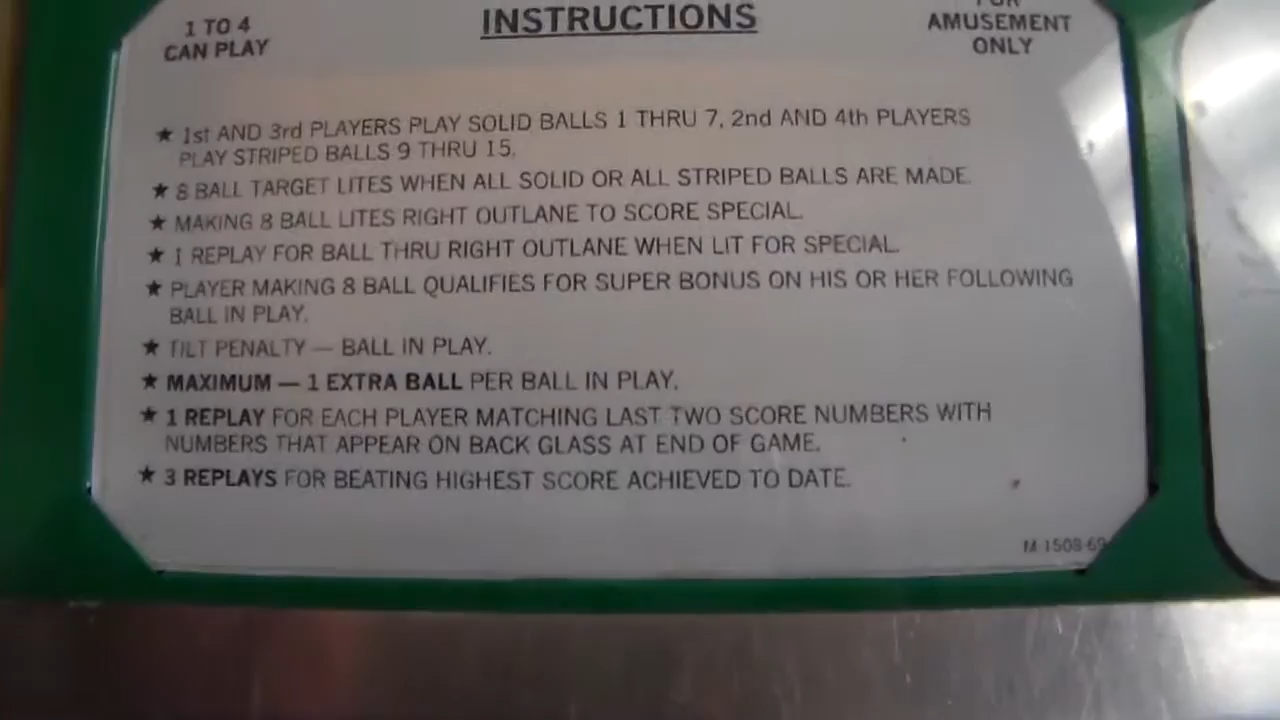 1 TO 4
CAN PLAY
INSTRUCTIONS
FOR
AMUSEMENT
ONLY
★ 1st AND 3rd PLAYERS PLAY SOLID BALLS 1 THRU 7, 2nd AND 4th PLAYERS
PLAY STRIPED BALLS 9 THRU 15.
★ 8 BALL TARGET LITES WHEN ALL SOLID OR ALL STRIPED BALLS ARE MADE.
★ MAKING 8 BALL LITES RIGHT OUTLANE TO SCORE SPECIAL.
★ 1 REPLAY FOR BALL THRU RIGHT OUTLANE WHEN LIT FOR SPECIAL.
★ PLAYER MAKING 8 BALL QUALIFIES FOR SUPER BONUS ON HIS OR HER FOLLOWING
BALL IN PLAY.
★ TILT PENALTY — BALL IN PLAY.
★ MAXIMUM — 1 EXTRA BALL PER BALL IN PLAY.
★ 1 REPLAY FOR EACH PLAYER MATCHING LAST TWO SCORE NUMBERS WITH
NUMBERS THAT APPEAR ON BACK GLASS AT END OF GAME.
★ 3 REPLAYS FOR BEATING HIGHEST SCORE ACHIEVED TO DATE.
M-1508-69